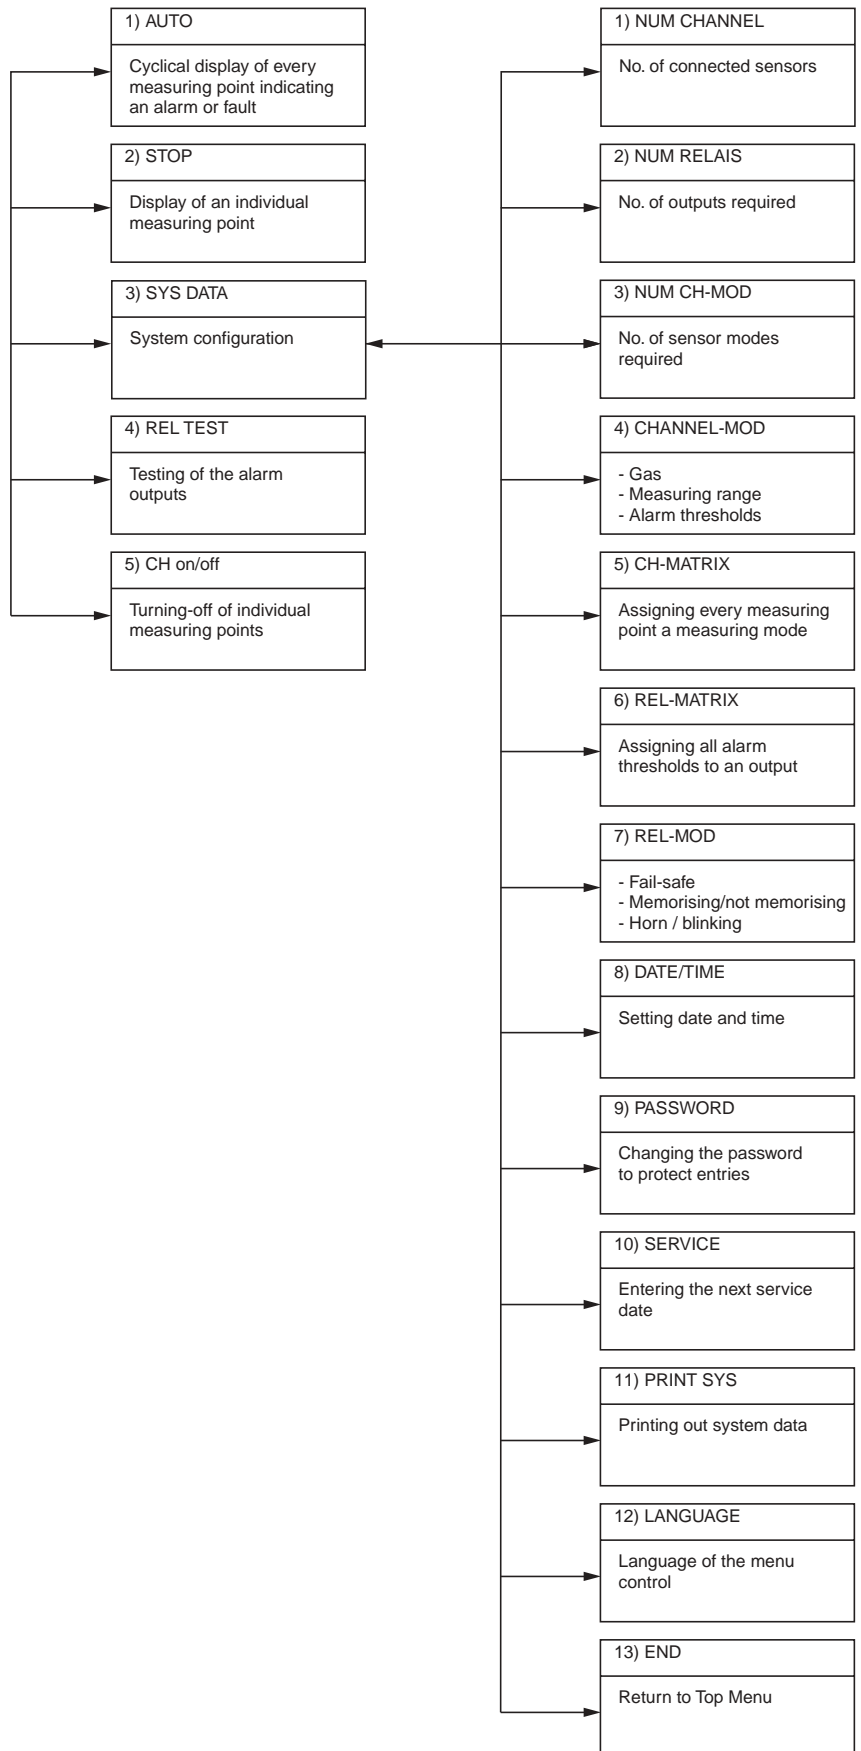 1) AUTO
Cyclical display of every
measuring point indicating
an alarm or fault
2) STOP
Display of an individual
measuring point
3) SYS DATA
System configuration
4) REL TEST
Testing of the alarm
outputs
5) CH on/off
Turning-off of individual
measuring points
1) NUM CHANNEL
No. of connected sensors
2) NUM RELAIS
No. of outputs required
3) NUM CH-MOD
No. of sensor modes
required
4) CHANNEL-MOD
- Gas
- Measuring range
- Alarm thresholds
5) CH-MATRIX
Assigning every measuring
point a measuring mode
6) REL-MATRIX
Assigning all alarm
thresholds to an output
7) REL-MOD
- Fail-safe
- Memorising/not memorising
- Horn / blinking
8) DATE/TIME
Setting date and time
9) PASSWORD
Changing the password
to protect entries
10) SERVICE
Entering the next service
date
11) PRINT SYS
Printing out system data
12) LANGUAGE
Language of the menu
control
13) END
Return to Top Menu